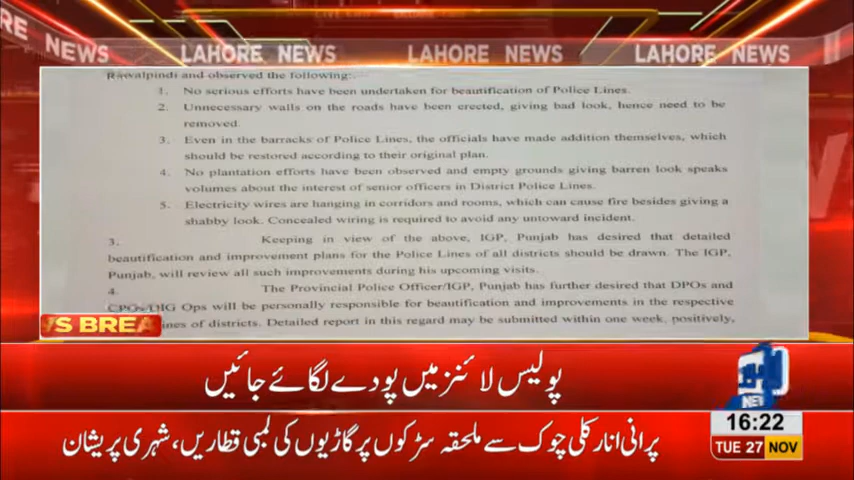 LAHORE NEWS
LAHORE NEWS
LAHORE NEWS
NEWS
Rawalpindi and observed the following:-
1. No serious efforts have been undertaken for beautification of Police Lines.
2. Unnecessary walls on the roads have been erected, giving bad look, hence need to be
removed.
3. Even in the barracks of Police Lines, the officials have made addition themselves, which
should be restored according to their original plan.
4. No plantation efforts have been observed and empty grounds giving barren look speaks
volumes about the interest of senior officers in District Police Lines.
5. Electricity wires are hanging in corridors and rooms, which can cause fire besides giving a
shabby look. Concealed wiring is required to avoid any untoward incident.
3. Keeping in view of the above, IGP, Punjab has desired that detailed
beautification and improvement plans for the Police Lines of all districts should be drawn. The IGP,
Punjab, will review all such improvements during his upcoming visits.
4. The Provincial Police Officer/IGP, Punjab has further desired that DPOs and
CPOs/DIG Ops will be personally responsible for beautification and improvements in the respective
ines of districts. Detailed report in this regard may be submitted within one week, positively,
WS BREA
پولیس لائنز میں پودے لگائے جائیں
لاہور
NEWS
16:22
پرانی انارکلی چوک سے ملحقہ سڑکوں پر گاڑیوں کی لمبی قطاریں، شہری پریشان
TUE 27 NOV